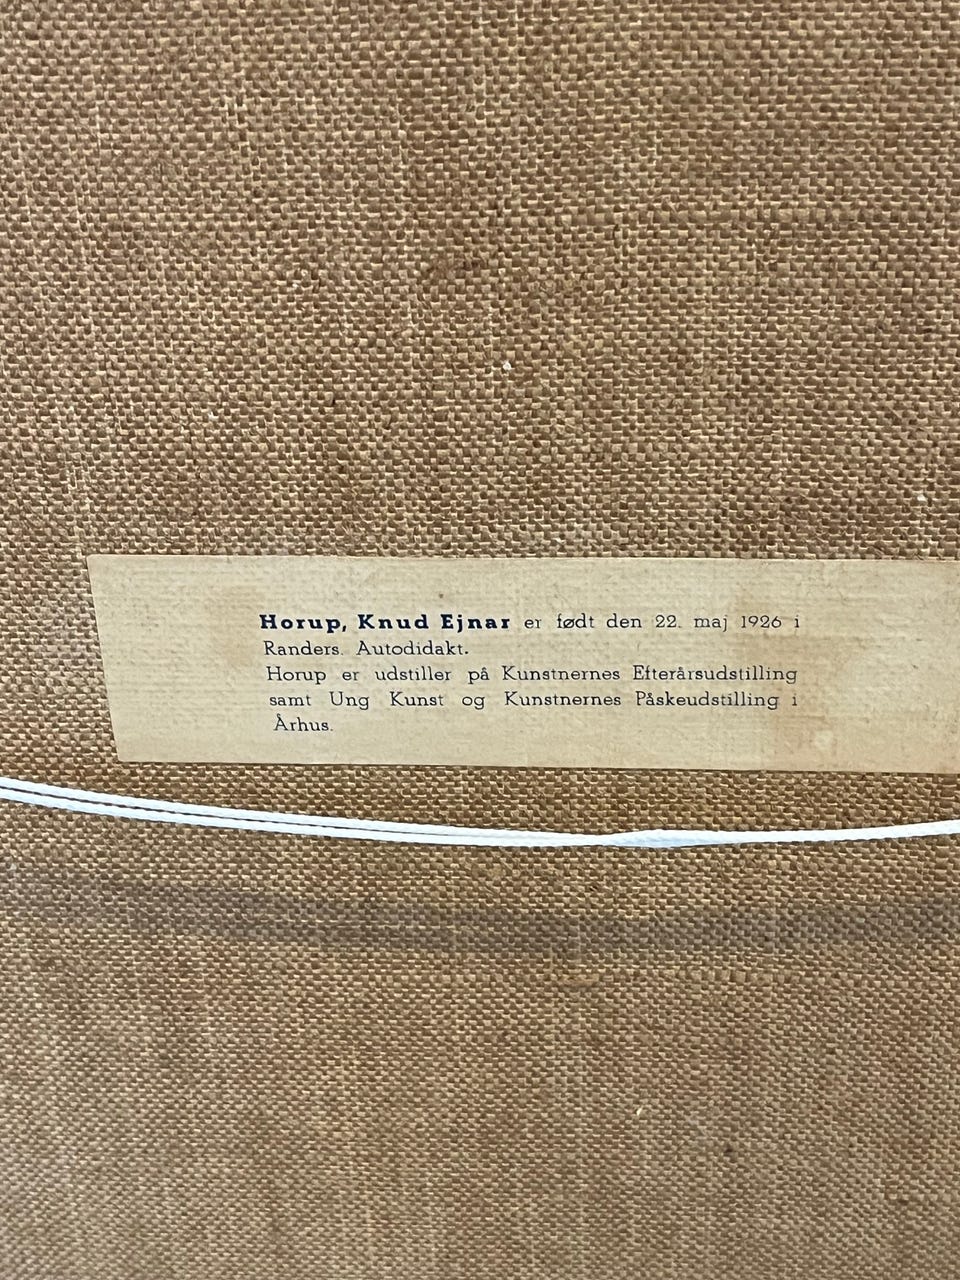 Horup, Knud Ejnar er født den 22. maj 1926 i
Randers. Autodidakt.
Horup er udstiller på Kunstnernes Efterårsudstilling
samt Ung Kunst og Kunstnernes Påskeudstilling i
Århus.